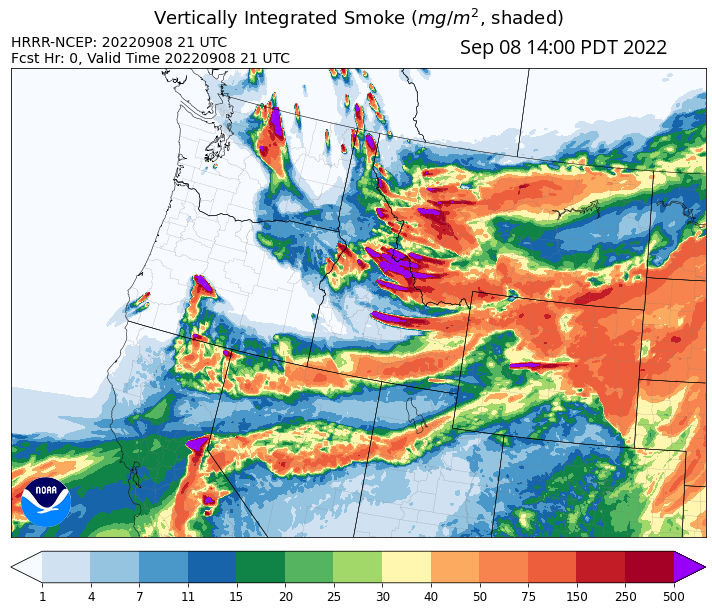 Vertically Integrated Smoke (mg/m², shaded)
HRRR-NCEP: 20220908 21 UTC
Sep 08 14:00 PDT 2022
Fcst Hr: 0, Valid Time 20220908 21 UTC
NOAA
1 4 7 11 15 20 25 30 40 50 75 150 250 500